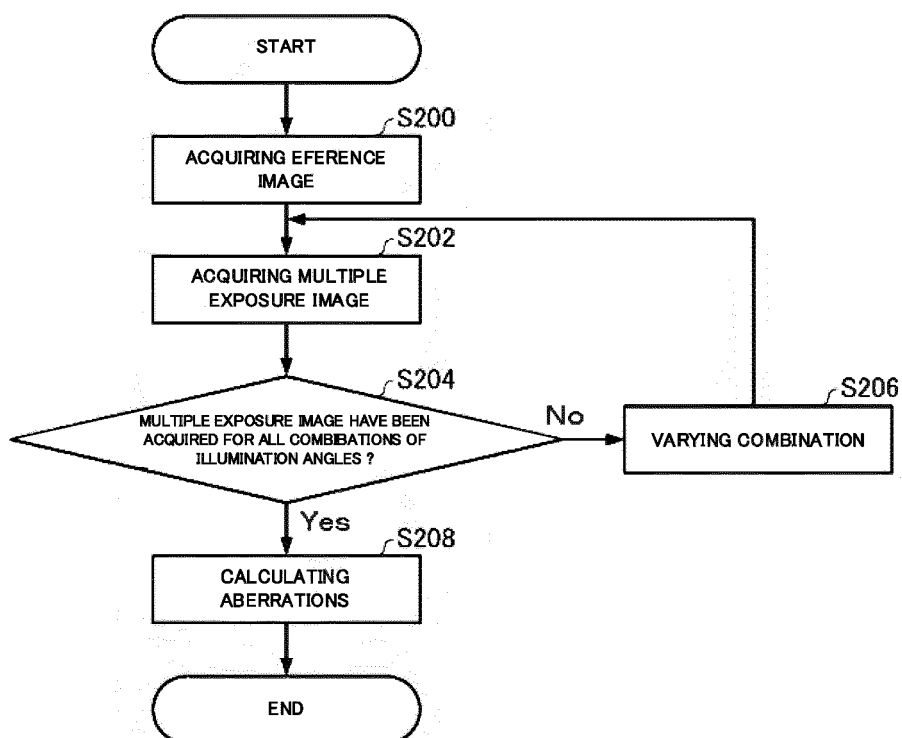 START
S200
ACQUIRING EFERENCE
IMAGE
S202
ACQUIRING MULTIPLE
EXPOSURE IMAGE
S204
MULTIPLE EXPOSURE IMAGE HAVE BEEN
ACQUIRED FOR ALL COMBIBATIONS OF
ILLUMINATION ANGLES ?
No
S206
VARYING COMBINATION
Yes
S208
CALCULATING
ABERRATIONS
END